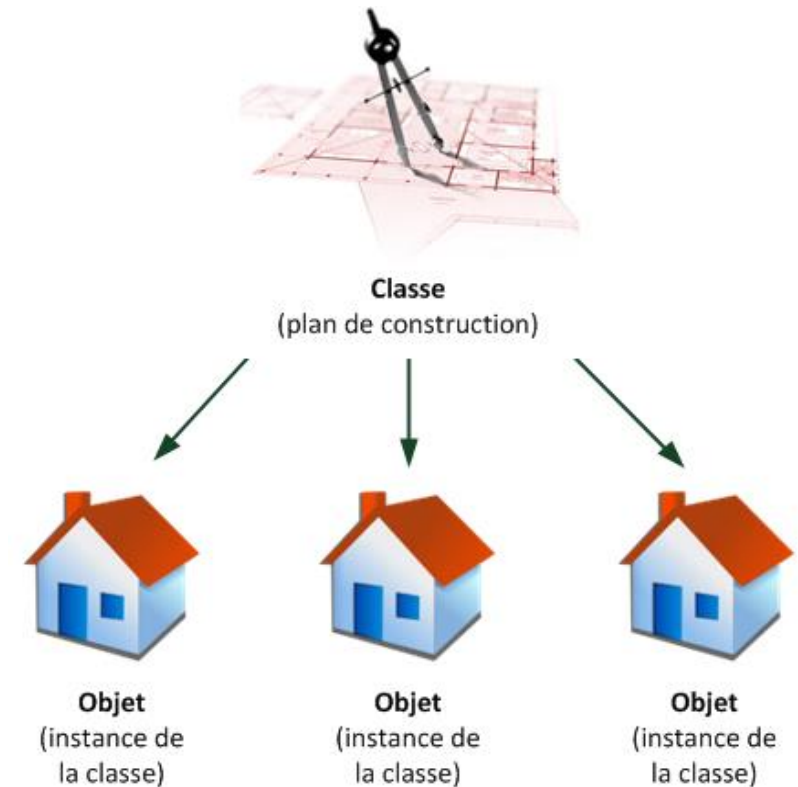 Classe
(plan de construction)
Objet
(instance de
la classe)
Objet
(instance de
la classe)
Objet
(instance de
la classe)